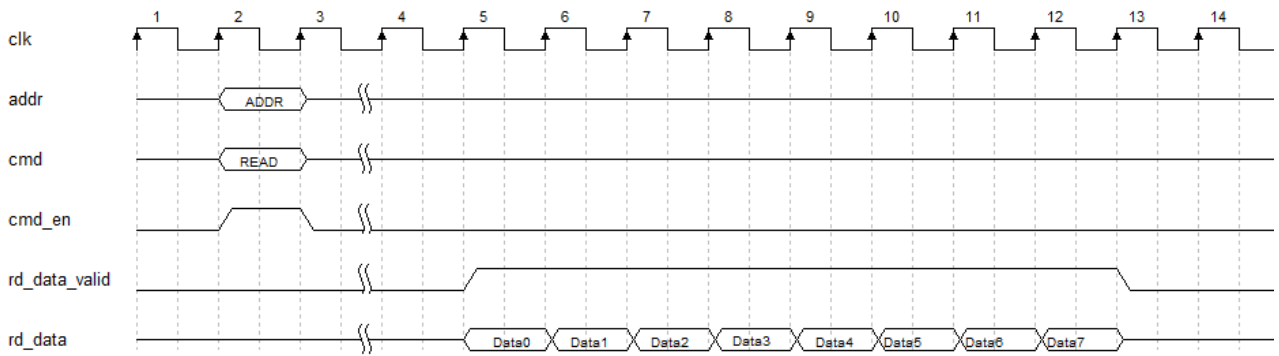 1 2 3 4 5 6 7 8 9 10 11 12 13 14
clk
addr ADDR
cmd READ
cmd_en
rd_data_valid
rd_data Data0 Data1 Data2 Data3 Data4 Data5 Data6 Data7